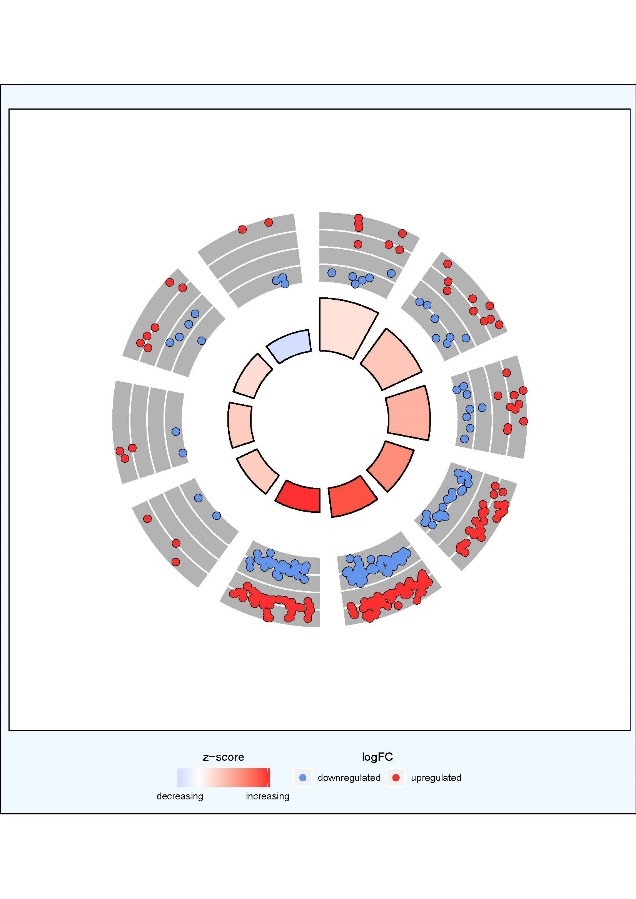 z-score
logFC
downregulated
upregulated
decreasing
increasing